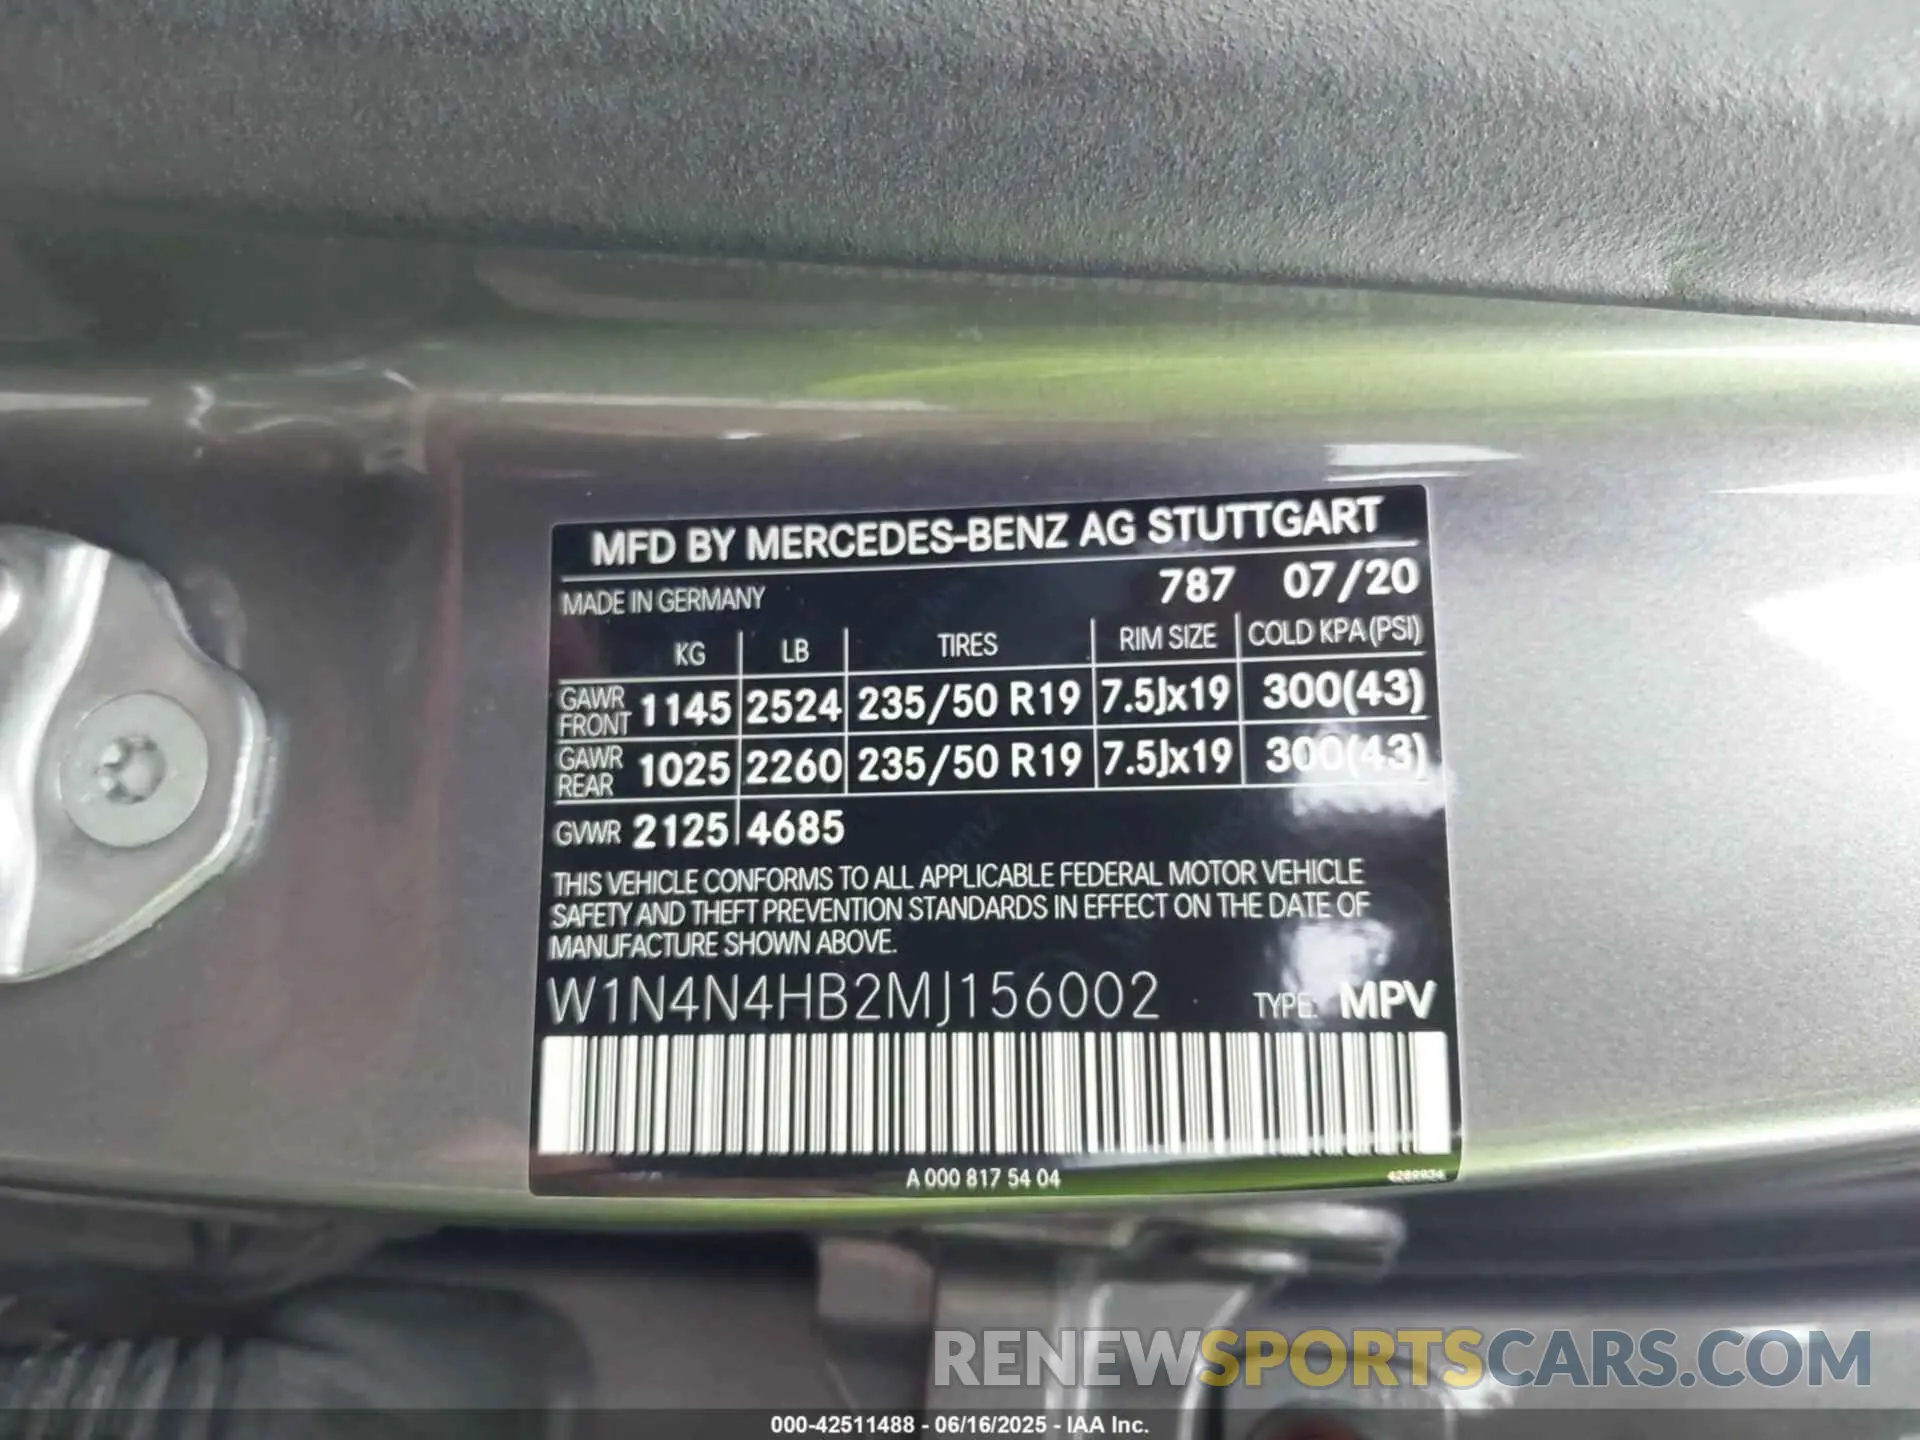 MFD BY MERCEDES-BENZ AG STUTTGART
MADE IN GERMANY 787 07/20
KG LB TIRES RIM SIZE COLD KPA (PSI)
GAWR FRONT 1145 2524 235/50 R19 7.5Jx19 300(43)
GAWR REAR 1025 2260 235/50 R19 7.5Jx19 300(43)
GVWR 2125 4685
THIS VEHICLE CONFORMS TO ALL APPLICABLE FEDERAL MOTOR VEHICLE
SAFETY AND THEFT PREVENTION STANDARDS IN EFFECT ON THE DATE OF
MANUFACTURE SHOWN ABOVE.
W1N4N4HB2MJ156002 TYPE: MPV
A 000 817 54 04 4289934
RENEWSPORTSCARS.COM
000-42511488 - 06/16/2025 - IAA Inc.